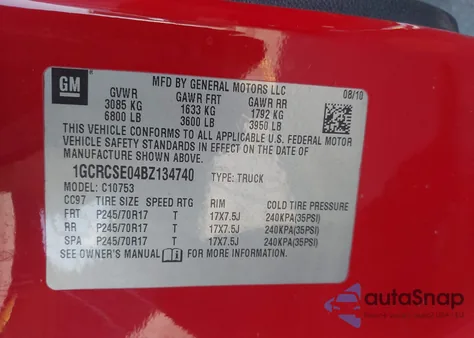 GM
MFD BY GENERAL MOTORS LLC
08/10
GVWR GAWR FRT GAWR RR
3085 KG 1633 KG 1792 KG
6800 LB 3600 LB 3950 LB
THIS VEHICLE CONFORMS TO ALL APPLICABLE U.S. FEDERAL MOTOR
VEHICLE SAFETY STANDARDS IN EFFECT ON THE DATE OF
MANUFACTURE SHOWN ABOVE.
1GCRCSE04BZ134740 TYPE: TRUCK
MODEL: C10753
CC97 TIRE SIZE SPEED RTG RIM COLD TIRE PRESSURE
FRT P245/70R17 T 17X7.5J 240KPA(35PSI)
RR P245/70R17 T 17X7.5J 240KPA(35PSI)
SPA P245/70R17 T 17X7.5J 240KPA(35PSI)
SEE OWNER'S MANUAL FOR MORE INFORMATION.
autoSnap